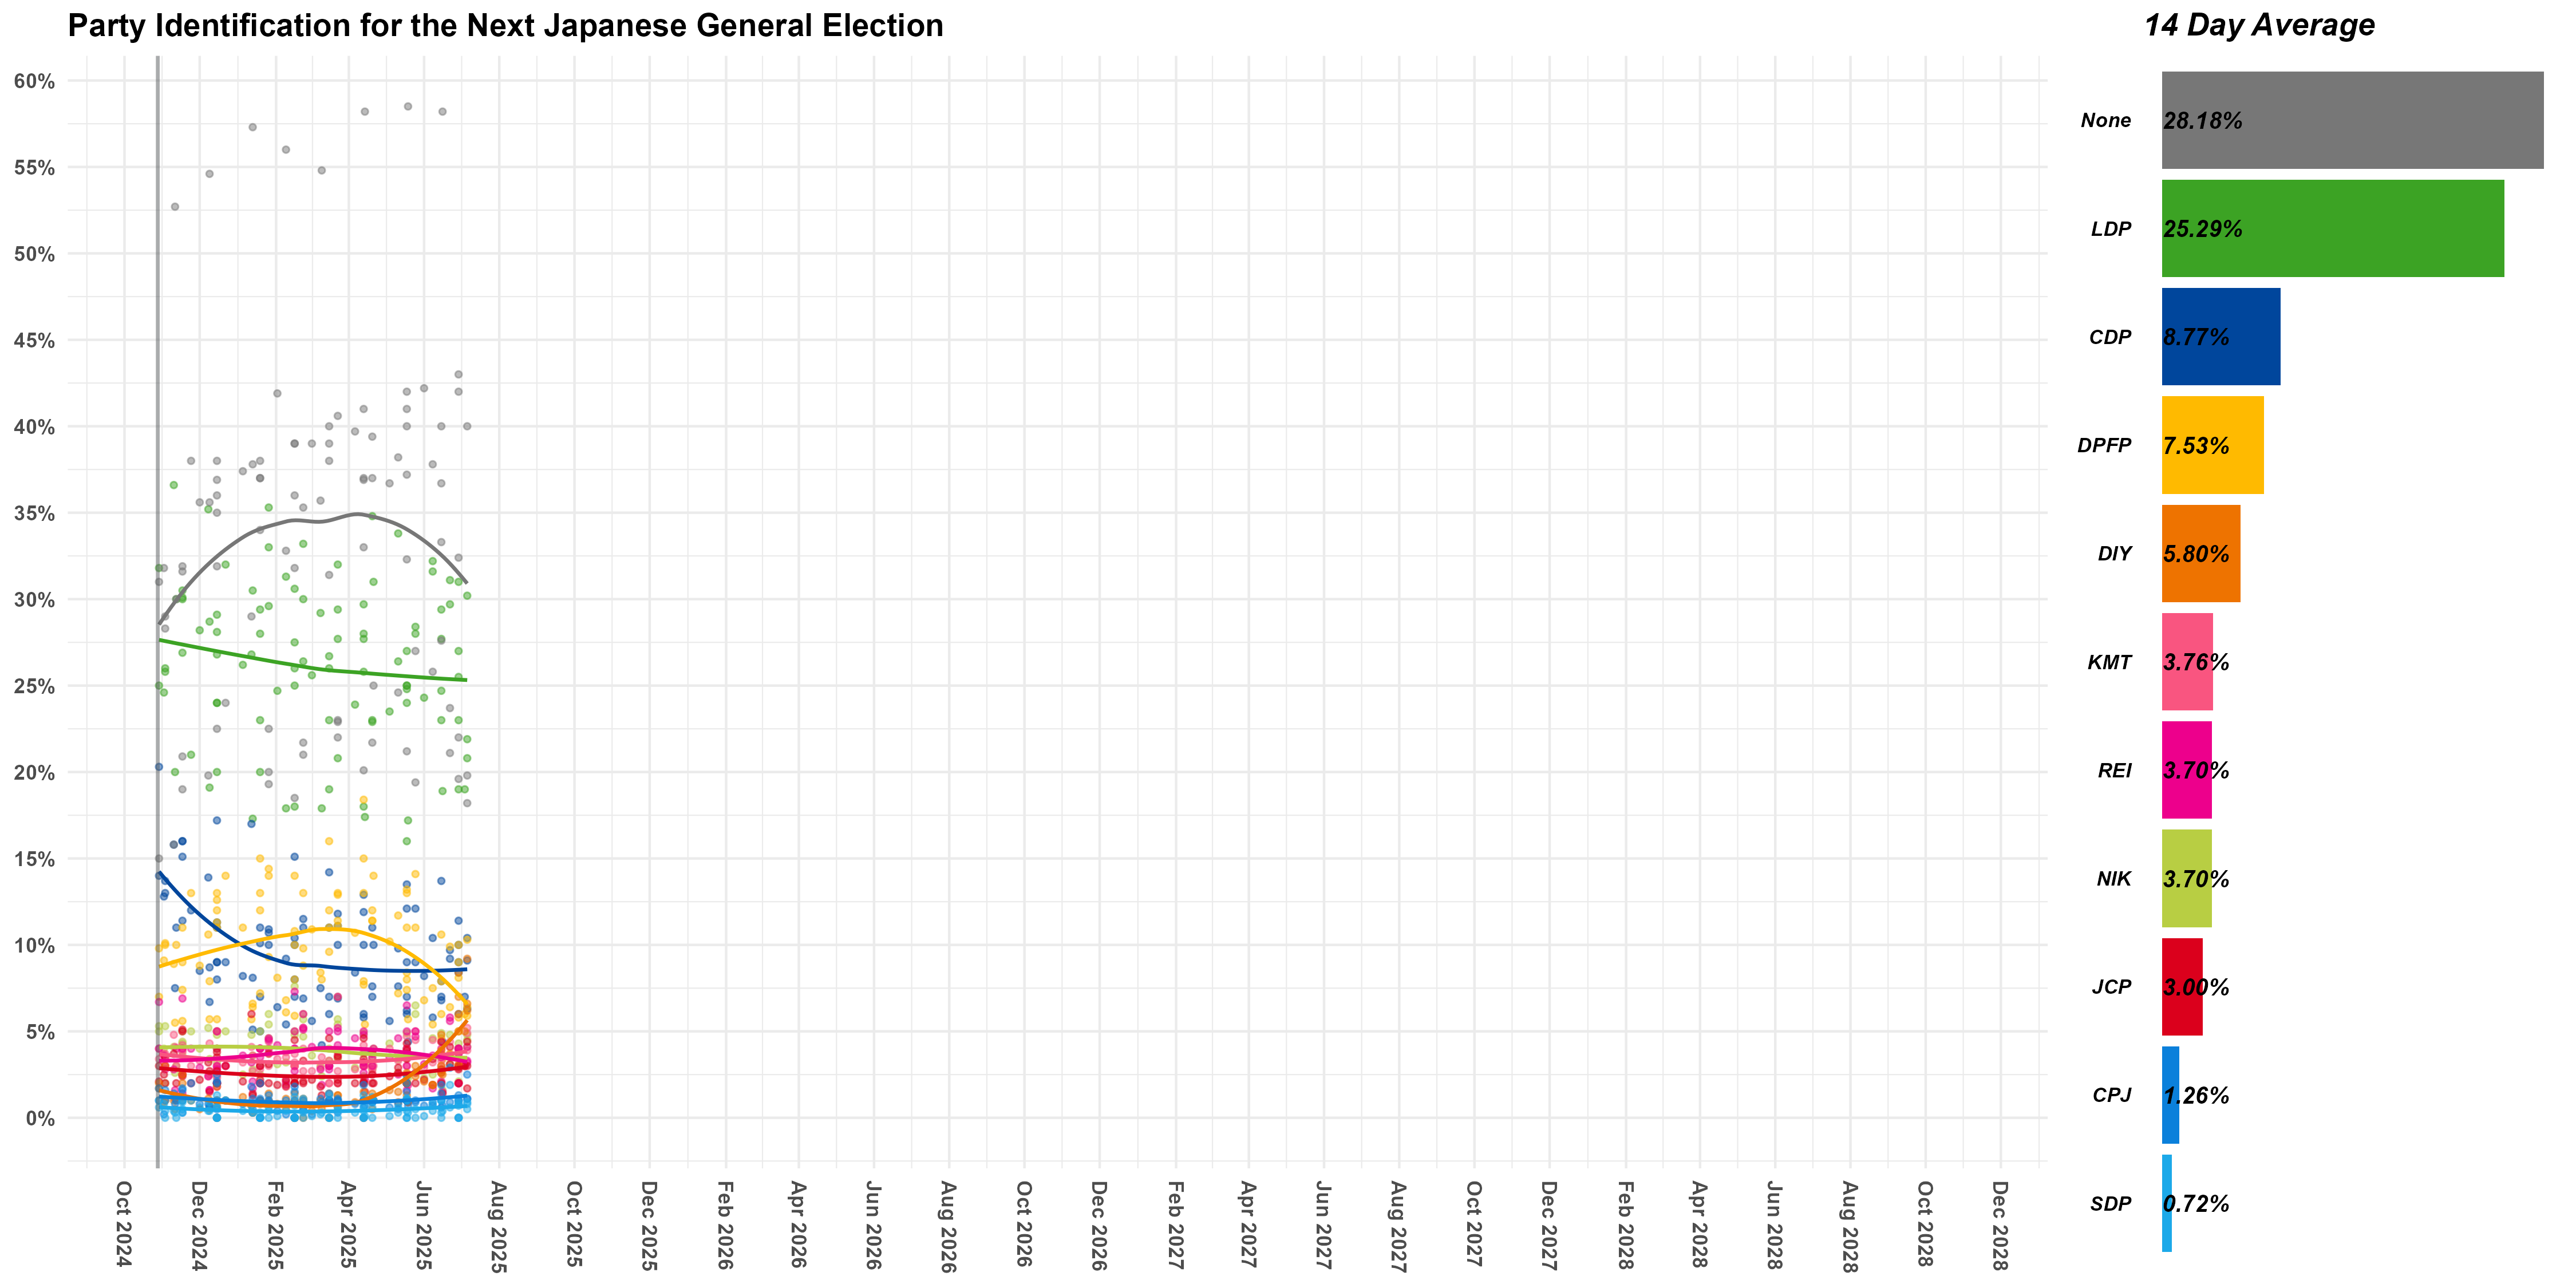 Party Identification for the Next Japanese General Election
14 Day Average
60%
55%
50%
45%
40%
35%
30%
25%
20%
15%
10%
5%
0%
Oct 2024
Dec 2024
Feb 2025
Apr 2025
Jun 2025
Aug 2025
Oct 2025
Dec 2025
Feb 2026
Apr 2026
Jun 2026
Aug 2026
Oct 2026
Dec 2026
Feb 2027
Apr 2027
Jun 2027
Aug 2027
Oct 2027
Dec 2027
Feb 2028
Apr 2028
Jun 2028
Aug 2028
Oct 2028
Dec 2028
None 28.18%
LDP 25.29%
CDP 8.77%
DPFP 7.53%
DIY 5.80%
KMT 3.76%
REI 3.70%
NIK 3.70%
JCP 3.00%
CPJ 1.26%
SDP 0.72%